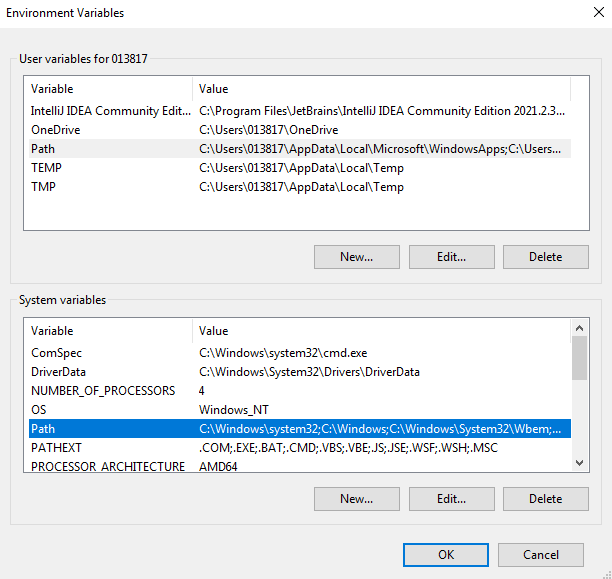 Environment Variables
User variables for 013817
Variable Value
IntelliJ IDEA Community Edit... C:\Program Files\JetBrains\IntelliJ IDEA Community Edition 2021.2.3...
OneDrive C:\Users\013817\OneDrive
Path C:\Users\013817\AppData\Local\Microsoft\WindowsApps;C:\Users...
TEMP C:\Users\013817\AppData\Local\Temp
TMP C:\Users\013817\AppData\Local\Temp
New... Edit... Delete
System variables
Variable Value
ComSpec C:\Windows\system32\cmd.exe
DriverData C:\Windows\System32\Drivers\DriverData
NUMBER_OF_PROCESSORS 4
OS Windows_NT
Path C:\Windows\system32;C:\Windows;C:\Windows\System32\Wbem;...
PATHEXT .COM;.EXE;.BAT;.CMD;.VBS;.VBE;.JS;.JSE;.WSF;.WSH;.MSC
PROCESSOR_ARCHITECTURE AMD64
New... Edit... Delete
OK Cancel